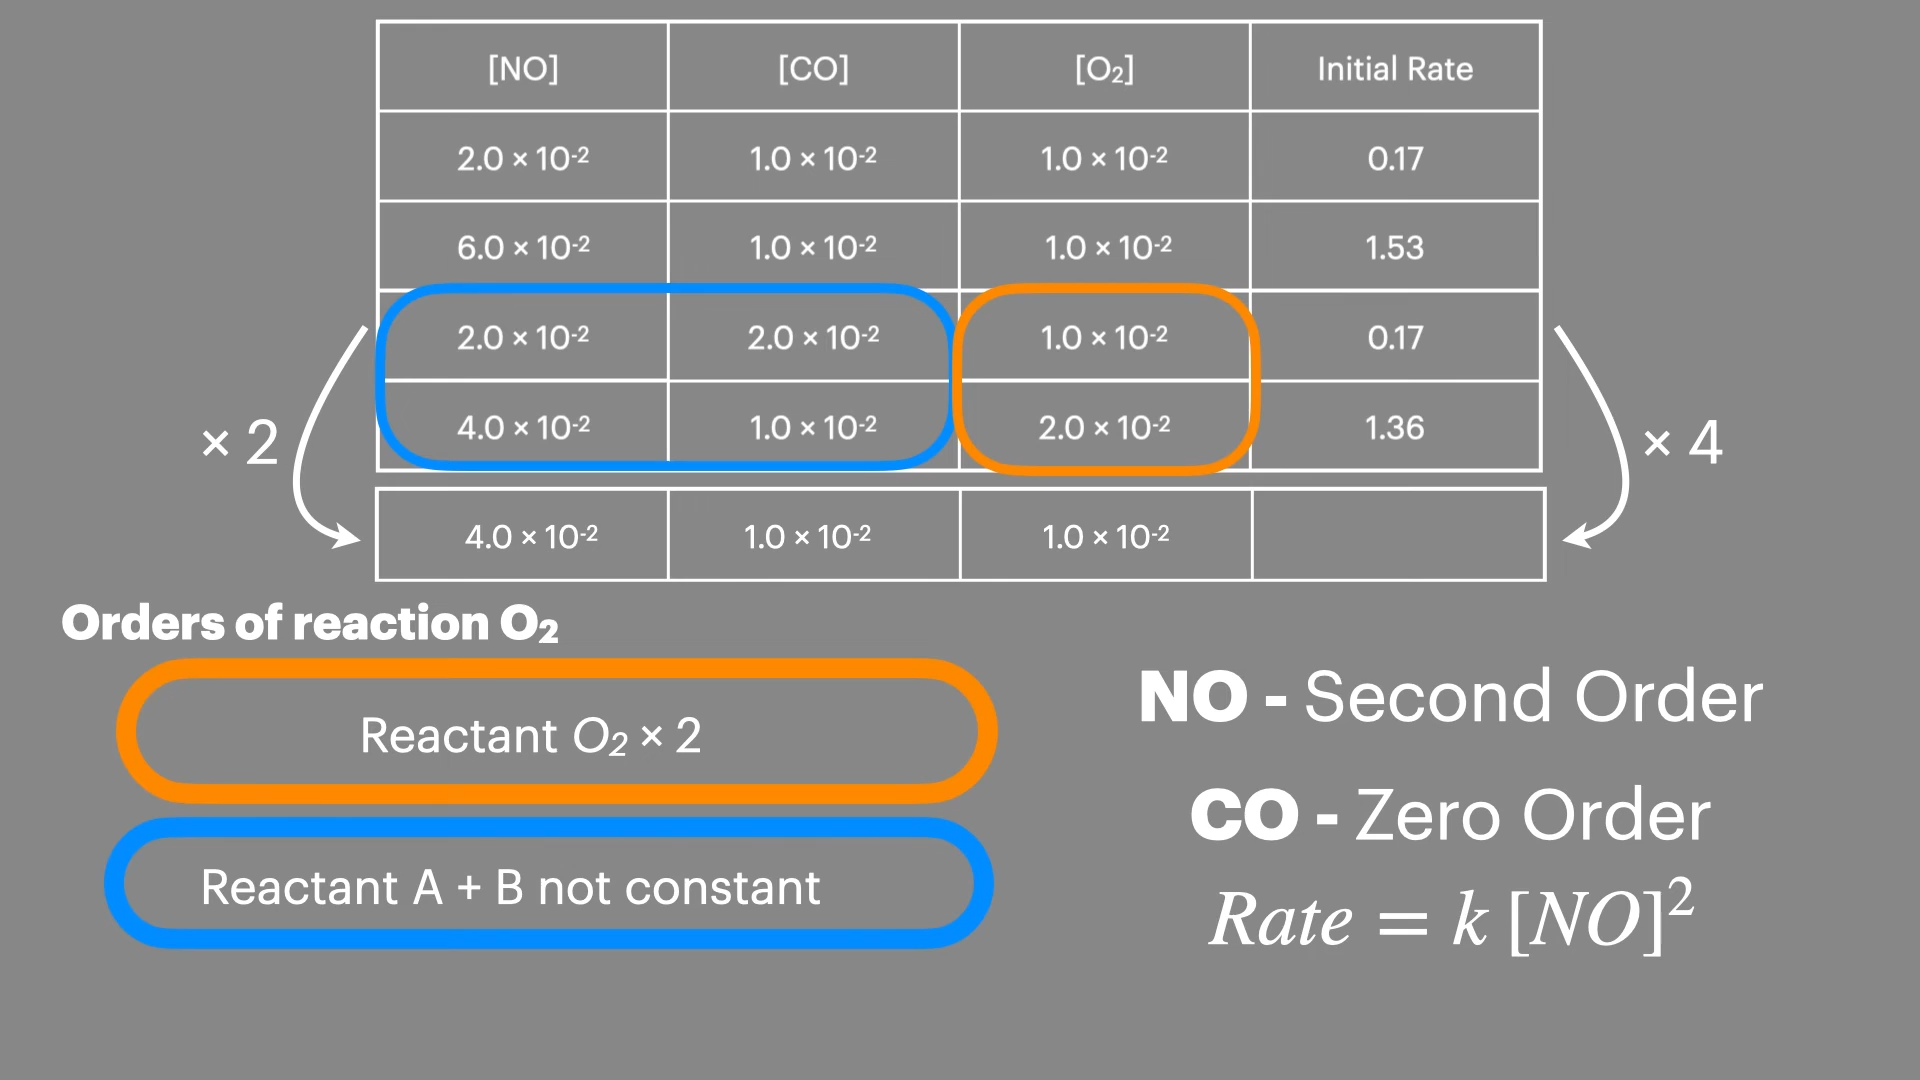 [NO] [CO] [O₂] Initial Rate
2.0 × 10⁻² 1.0 × 10⁻² 1.0 × 10⁻² 0.17
6.0 × 10⁻² 1.0 × 10⁻² 1.0 × 10⁻² 1.53
2.0 × 10⁻² 2.0 × 10⁻² 1.0 × 10⁻² 0.17
4.0 × 10⁻² 1.0 × 10⁻² 2.0 × 10⁻² 1.36
× 2
× 4
4.0 × 10⁻² 1.0 × 10⁻² 1.0 × 10⁻²
Orders of reaction O₂
Reactant O₂ × 2
Reactant A + B not constant
NO - Second Order
CO - Zero Order
Rate = k [NO]²